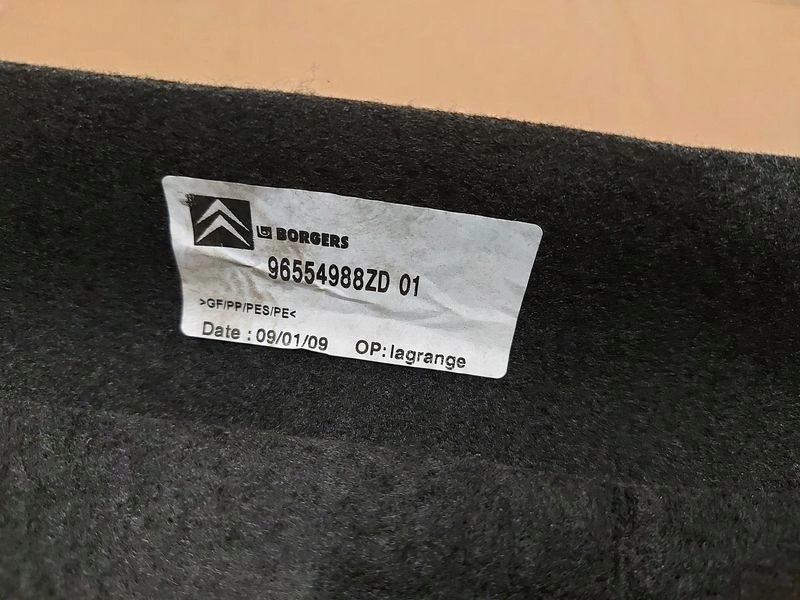 BORGERS
96554988ZD 01
>GF/PP/PES/PE<
Date : 09/01/09 OP: lagrange